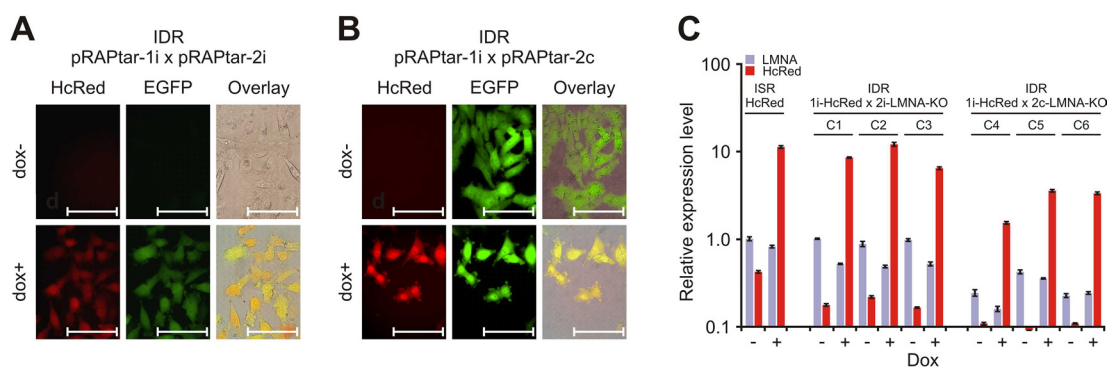 A
IDR
pRAPtar-1i x pRAPtar-2i
HcRed EGFP Overlay
dox-
d
dox+
B
IDR
pRAPtar-1i x pRAPtar-2c
HcRed EGFP Overlay
dox-
d
dox+
C
LMNA
HcRed
ISR
HcRed
IDR
1i-HcRed x 2i-LMNA-KO
C1 C2 C3
IDR
1i-HcRed x 2c-LMNA-KO
C4 C5 C6
Relative expression level
100
10
1.0
0.1
- + - + - + - + - + - + - +
Dox